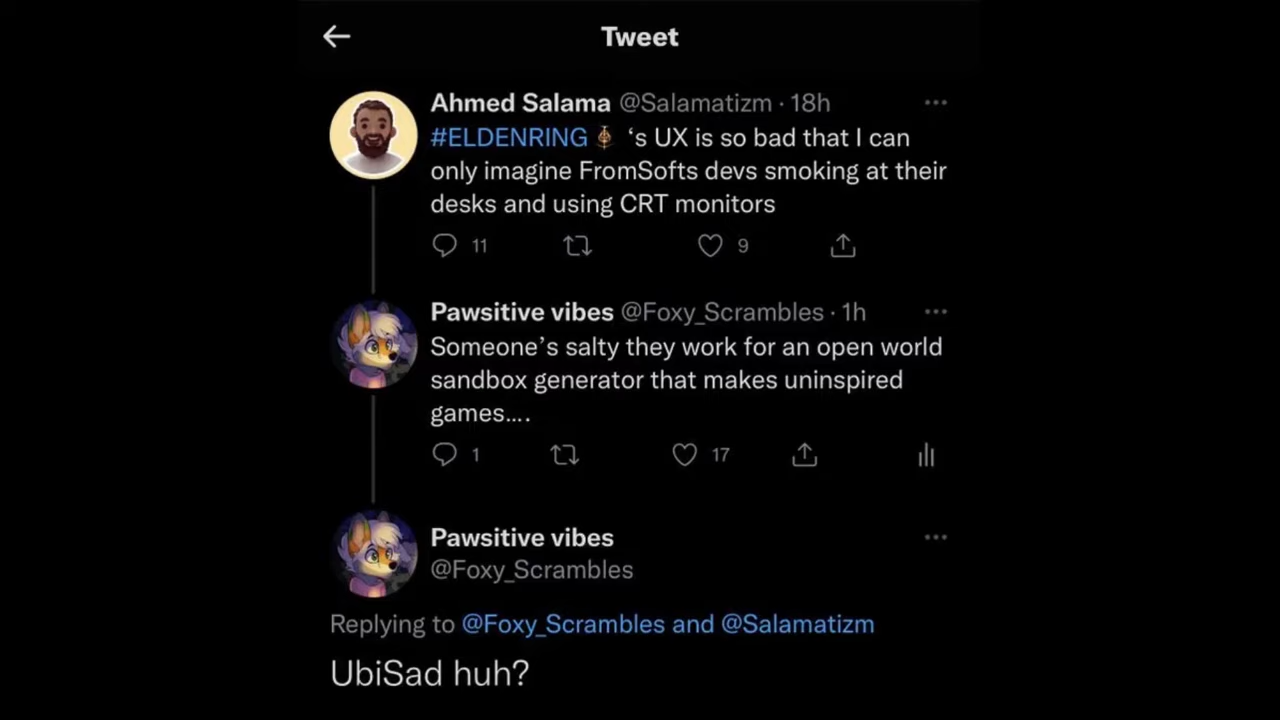 Tweet
Ahmed Salama @Salamatizm · 18h
#ELDENRING ‘s UX is so bad that I can
only imagine FromSofts devs smoking at their
desks and using CRT monitors
11 9
Pawsitive vibes @Foxy_Scrambles · 1h
Someone’s salty they work for an open world
sandbox generator that makes uninspired
games....
1 17
Pawsitive vibes
@Foxy_Scrambles
Replying to @Foxy_Scrambles and @Salamatizm
UbiSad huh?